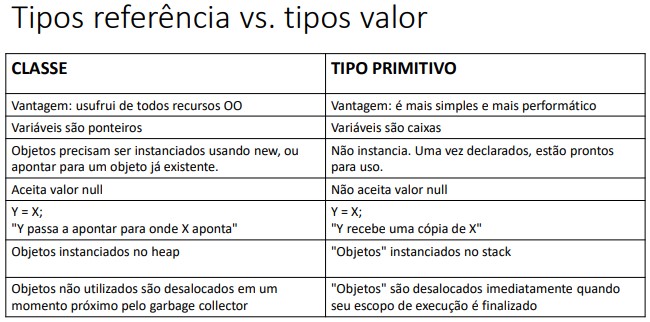 Tipos referência vs. tipos valor
CLASSE
TIPO PRIMITIVO
Vantagem: usufrui de todos recursos OO
Vantagem: é mais simples e mais performático
Variáveis são ponteiros
Variáveis são caixas
Objetos precisam ser instanciados usando new, ou
apontar para um objeto já existente.
Não instancia. Uma vez declarados, estão prontos
para uso.
Aceita valor null
Não aceita valor null
Y = X;
"Y passa a apontar para onde X aponta"
Y = X;
"Y recebe uma cópia de X"
Objetos instanciados no heap
"Objetos" instanciados no stack
Objetos não utilizados são desalocados em um
momento próximo pelo garbage collector
"Objetos" são desalocados imediatamente quando
seu escopo de execução é finalizado